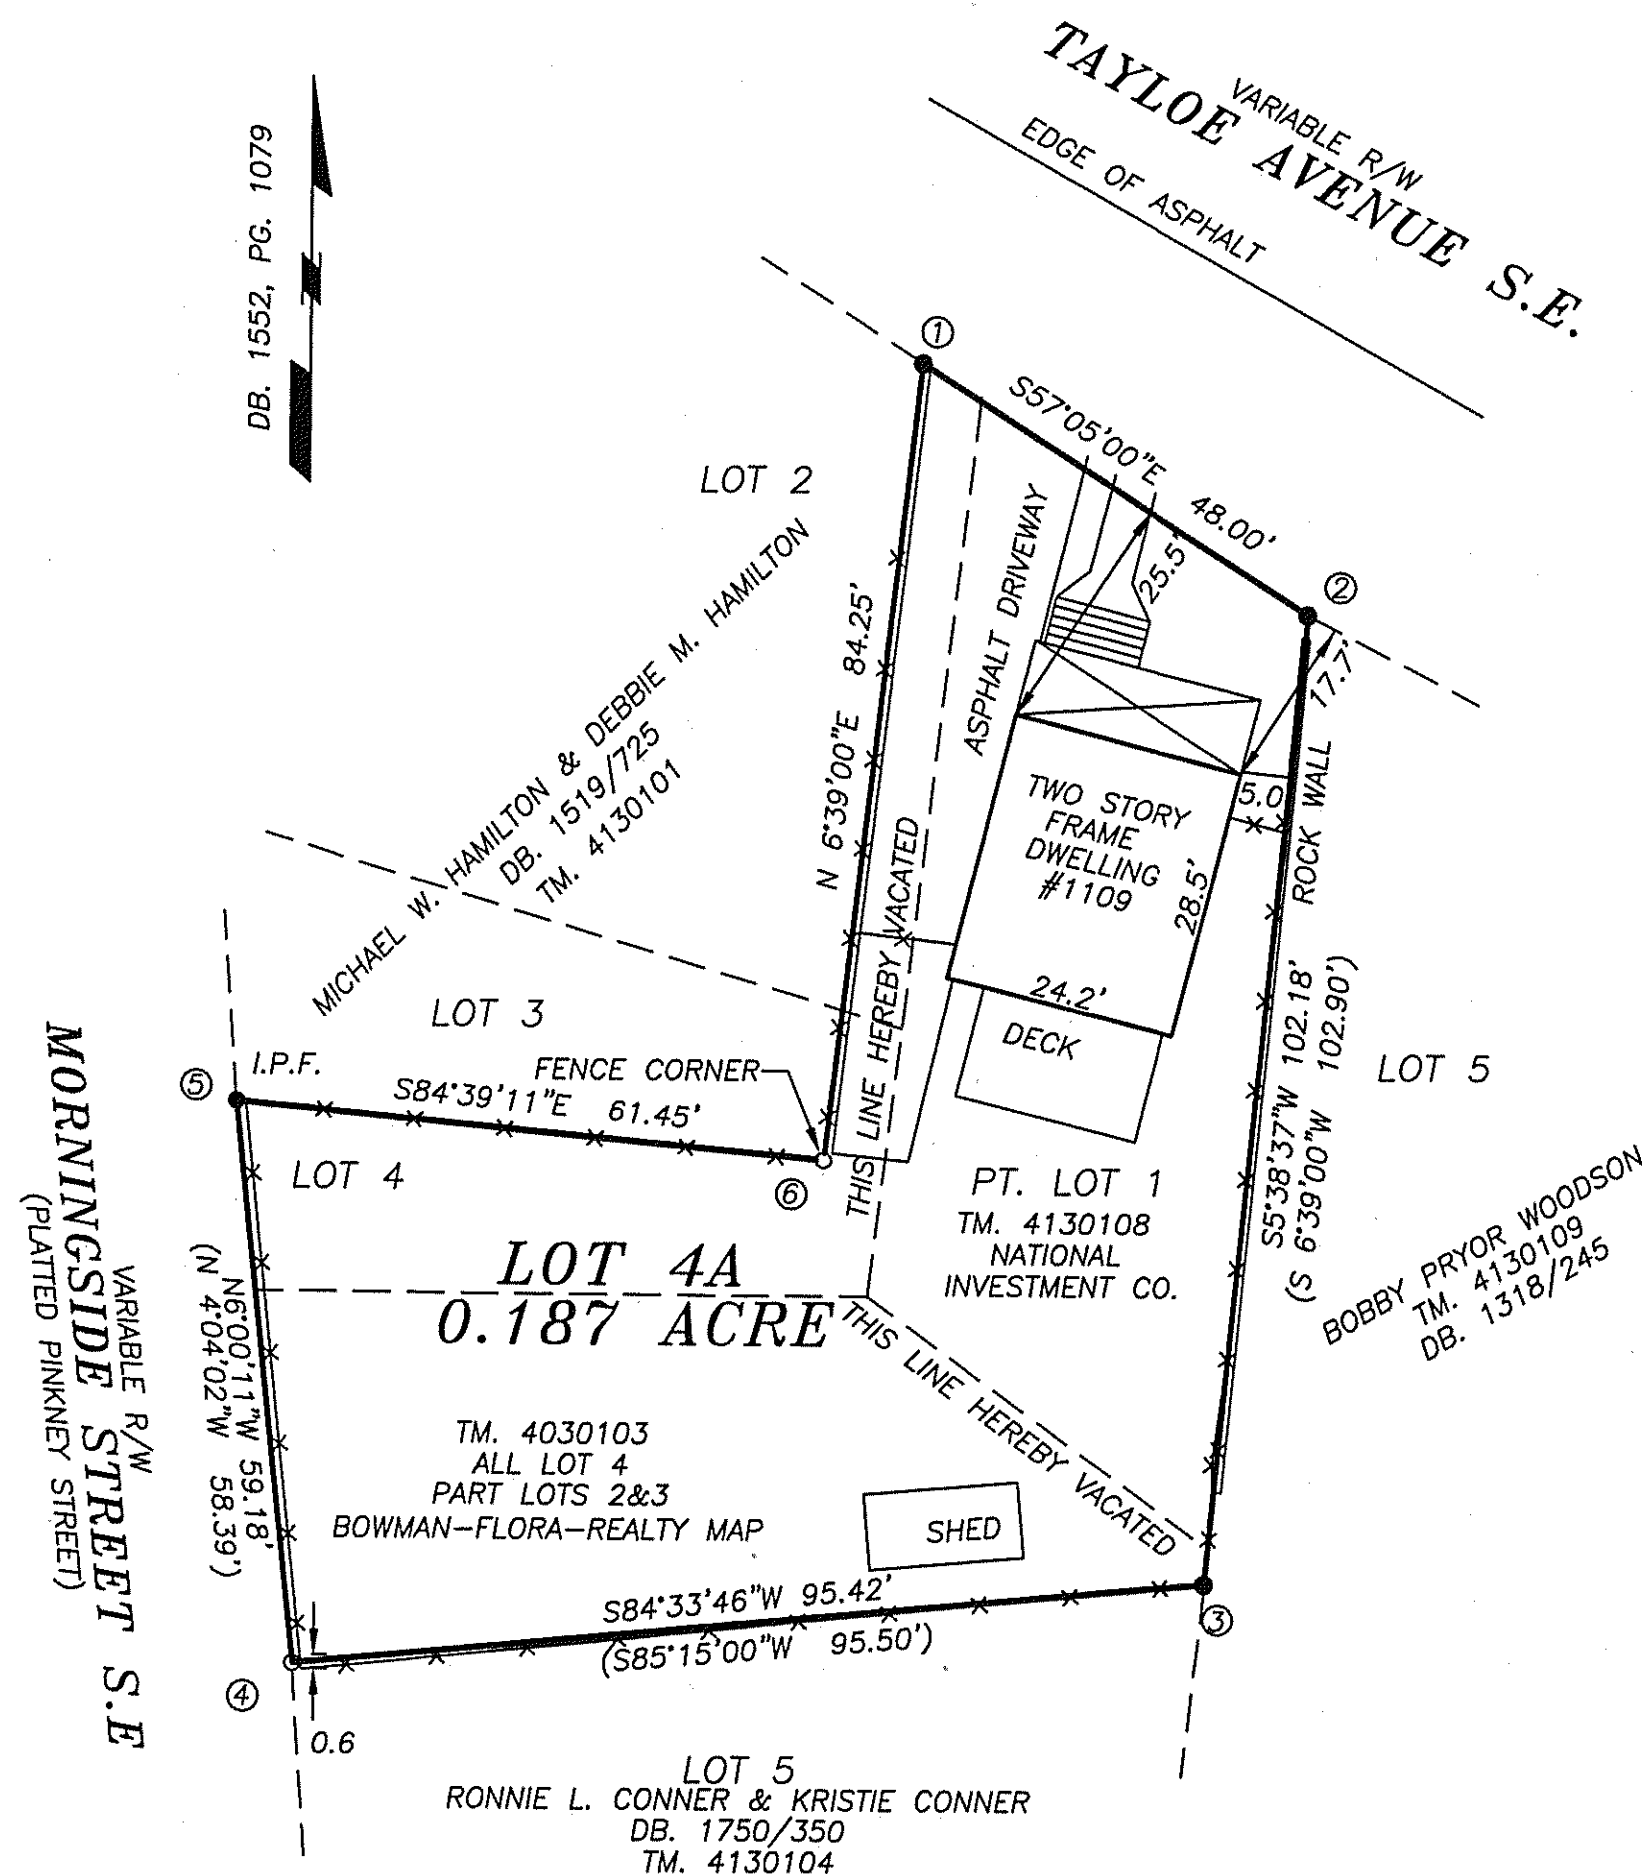 TAYLOE AVENUE S.E.
VARIABLE R/W
EDGE OF ASPHALT
DB. 1552, PG. 1079
1
S57°05'00"E 48.00'
2
LOT 2
MICHAEL W. HAMILTON & DEBBIE M. HAMILTON
DB. 1519/725
TM. 4130101
N 6°39'00"E 84.25'
ASPHALT DRIVEWAY
25.5'
17.7'
TWO STORY
FRAME
DWELLING
#1109
5.0
28.5'
24.2'
DECK
ROCK WALL
S5°38'37"W 102.18'
(S 6°39'00"W 102.90')
LOT 5
BOBBY PRYOR WOODSON
TM. 4130109
DB. 1318/245
THIS LINE HEREBY VACATED
LOT 3
I.P.F.
5
FENCE CORNER
S84°39'11"E 61.45'
6
LOT 4
PT. LOT 1
TM. 4130108
NATIONAL
INVESTMENT CO.
LOT 4A
0.187 ACRE
THIS LINE HEREBY VACATED
MORNINGSIDE STREET S.E
VARIABLE R/W
(PLATTED PINKNEY STREET)
N6°00'11"W 59.18'
(N 4°04'02"W 58.39')
TM. 4030103
ALL LOT 4
PART LOTS 2&3
BOWMAN-FLORA-REALTY MAP
SHED
S84°33'46"W 95.42'
(S85°15'00"W 95.50')
3
4
0.6
LOT 5
RONNIE L. CONNER & KRISTIE CONNER
DB. 1750/350
TM. 4130104